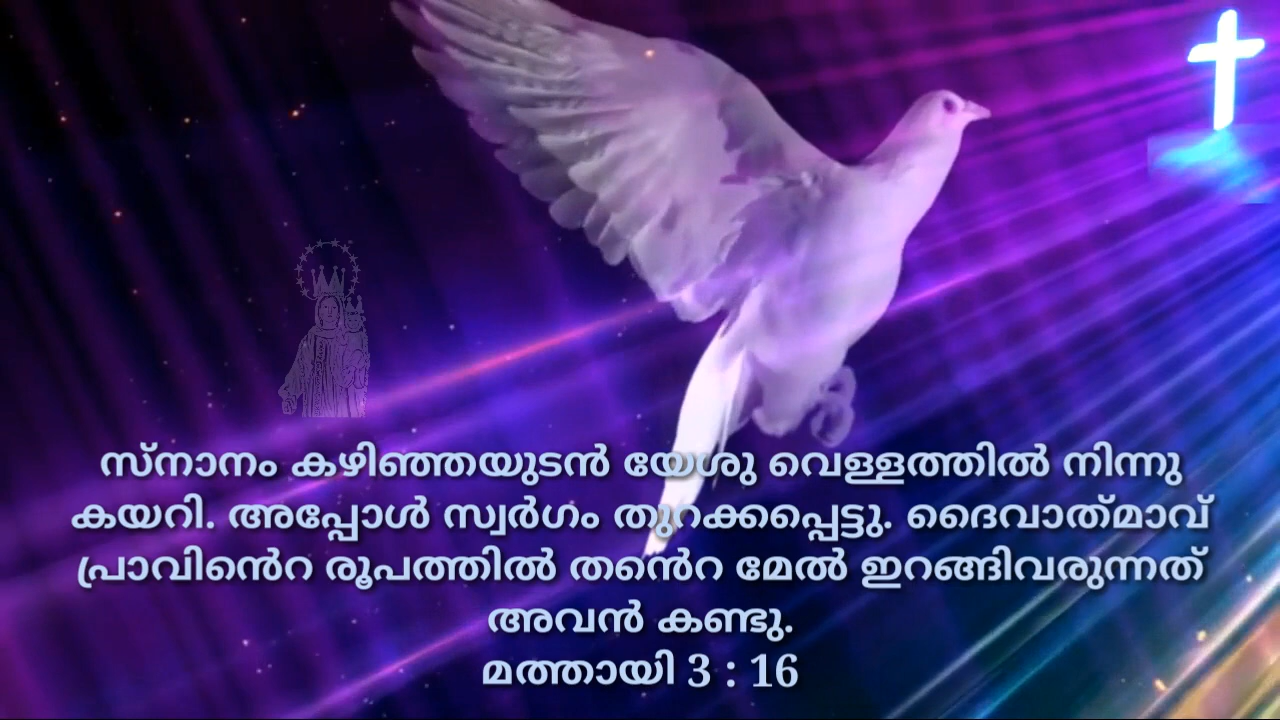 സ്നാനം കഴിഞ്ഞയുടൻ യേശു വെള്ളത്തിൽ നിന്നു
കയറി. അപ്പോൾ സ്വർഗം തുറക്കപ്പെട്ടു. ദൈവാത്മാവ്
പ്രാവിൻെറ രൂപത്തിൽ തൻെറ മേൽ ഇറങ്ങിവരുന്നത്
അവൻ കണ്ടു.
മത്തായി 3 : 16